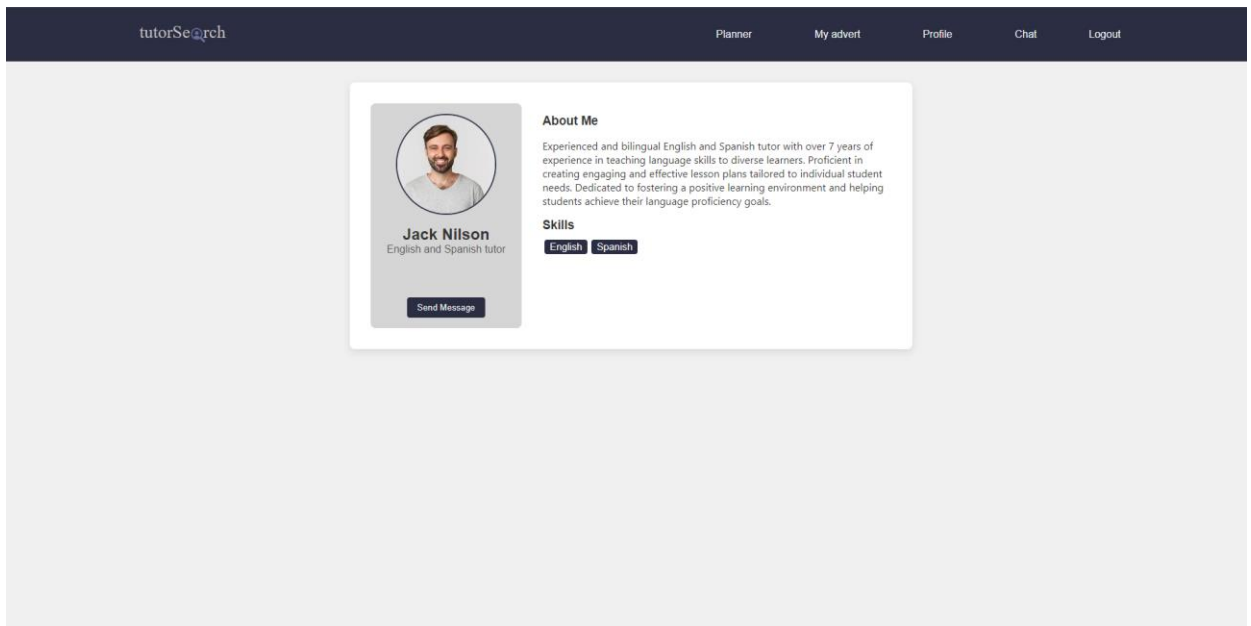 tutorSearch
Planner My advert Profile Chat Logout
About Me
Experienced and bilingual English and Spanish tutor with over 7 years of
experience in teaching language skills to diverse learners. Proficient in
creating engaging and effective lesson plans tailored to individual student
needs. Dedicated to fostering a positive learning environment and helping
students achieve their language proficiency goals.
Skills
English Spanish
Jack Nilson
English and Spanish tutor
Send Message